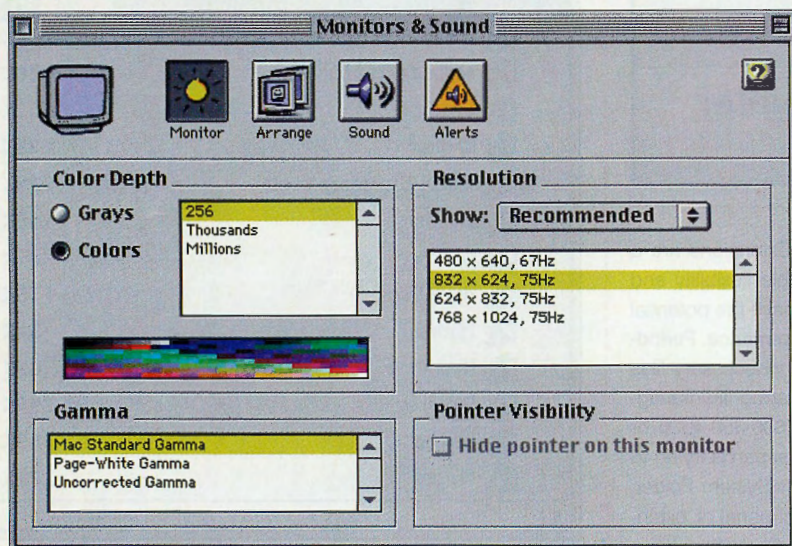 Monitors & Sound
Monitor Arrange Sound Alerts
Color Depth
Grays
Colors
256
Thousands
Millions
Resolution
Show: Recommended
480 x 640, 67Hz
832 x 624, 75Hz
624 x 832, 75Hz
768 x 1024, 75Hz
Gamma
Mac Standard Gamma
Page-White Gamma
Uncorrected Gamma
Pointer Visibility
Hide pointer on this monitor